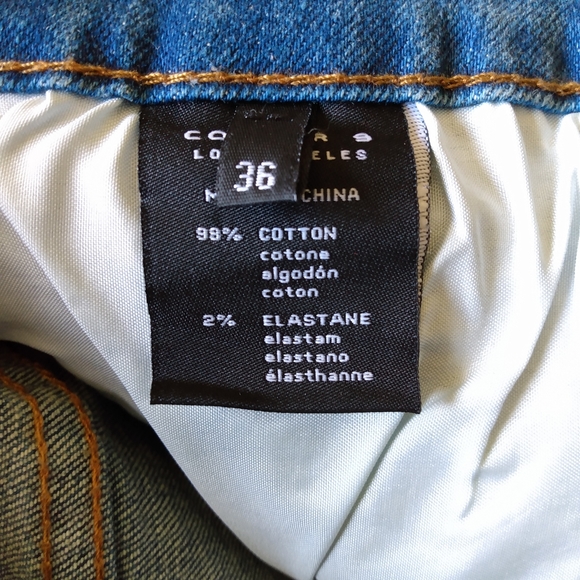 36
CHINA
98% COTTON
cotone
algodón
coton
2% ELASTANE
elastam
elastano
élasthanne